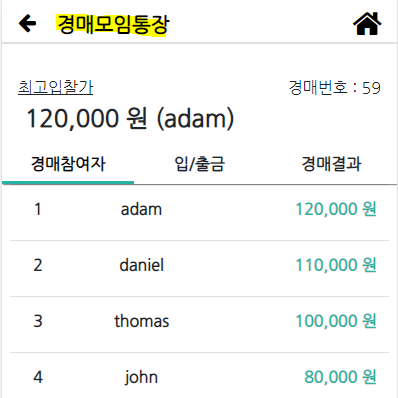 경매모임통장
최고입찰가 경매번호 : 59
120,000 원 (adam)
경매참여자 입/출금 경매결과
1 adam 120,000 원
2 daniel 110,000 원
3 thomas 100,000 원
4 john 80,000 원